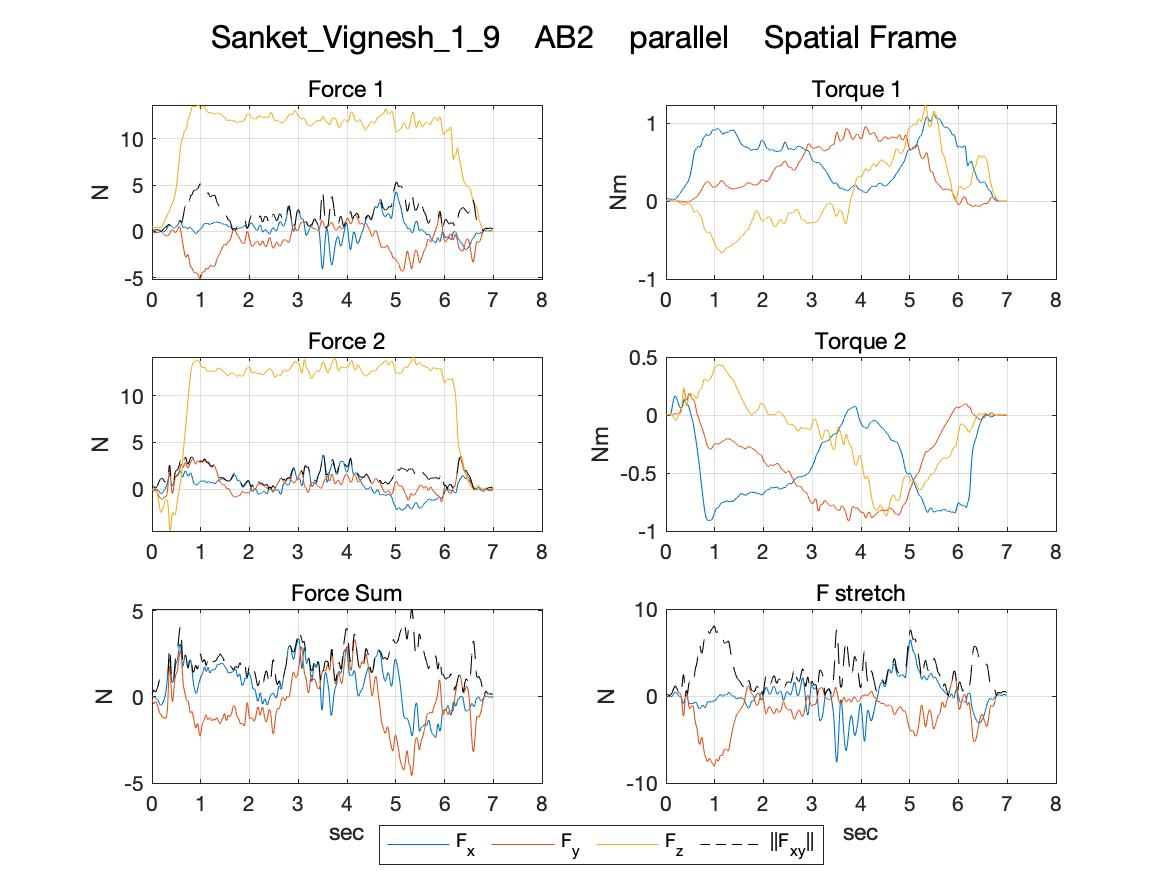 Sanket_Vignesh_1_9 AB2 parallel Spatial Frame
Force 1
Torque 1
10
5
0
-5
N
0 1 2 3 4 5 6 7 8
1
0
-1
Nm
0 1 2 3 4 5 6 7 8
Force 2
Torque 2
10
5
0
N
0 1 2 3 4 5 6 7 8
0.5
0
-0.5
-1
Nm
0 1 2 3 4 5 6 7 8
Force Sum
F stretch
5
0
-5
N
0 1 2 3 4 5 6 7 8
sec
10
0
-10
N
0 1 2 3 4 5 6 7 8
sec
F_x F_y F_z ||F_xy||